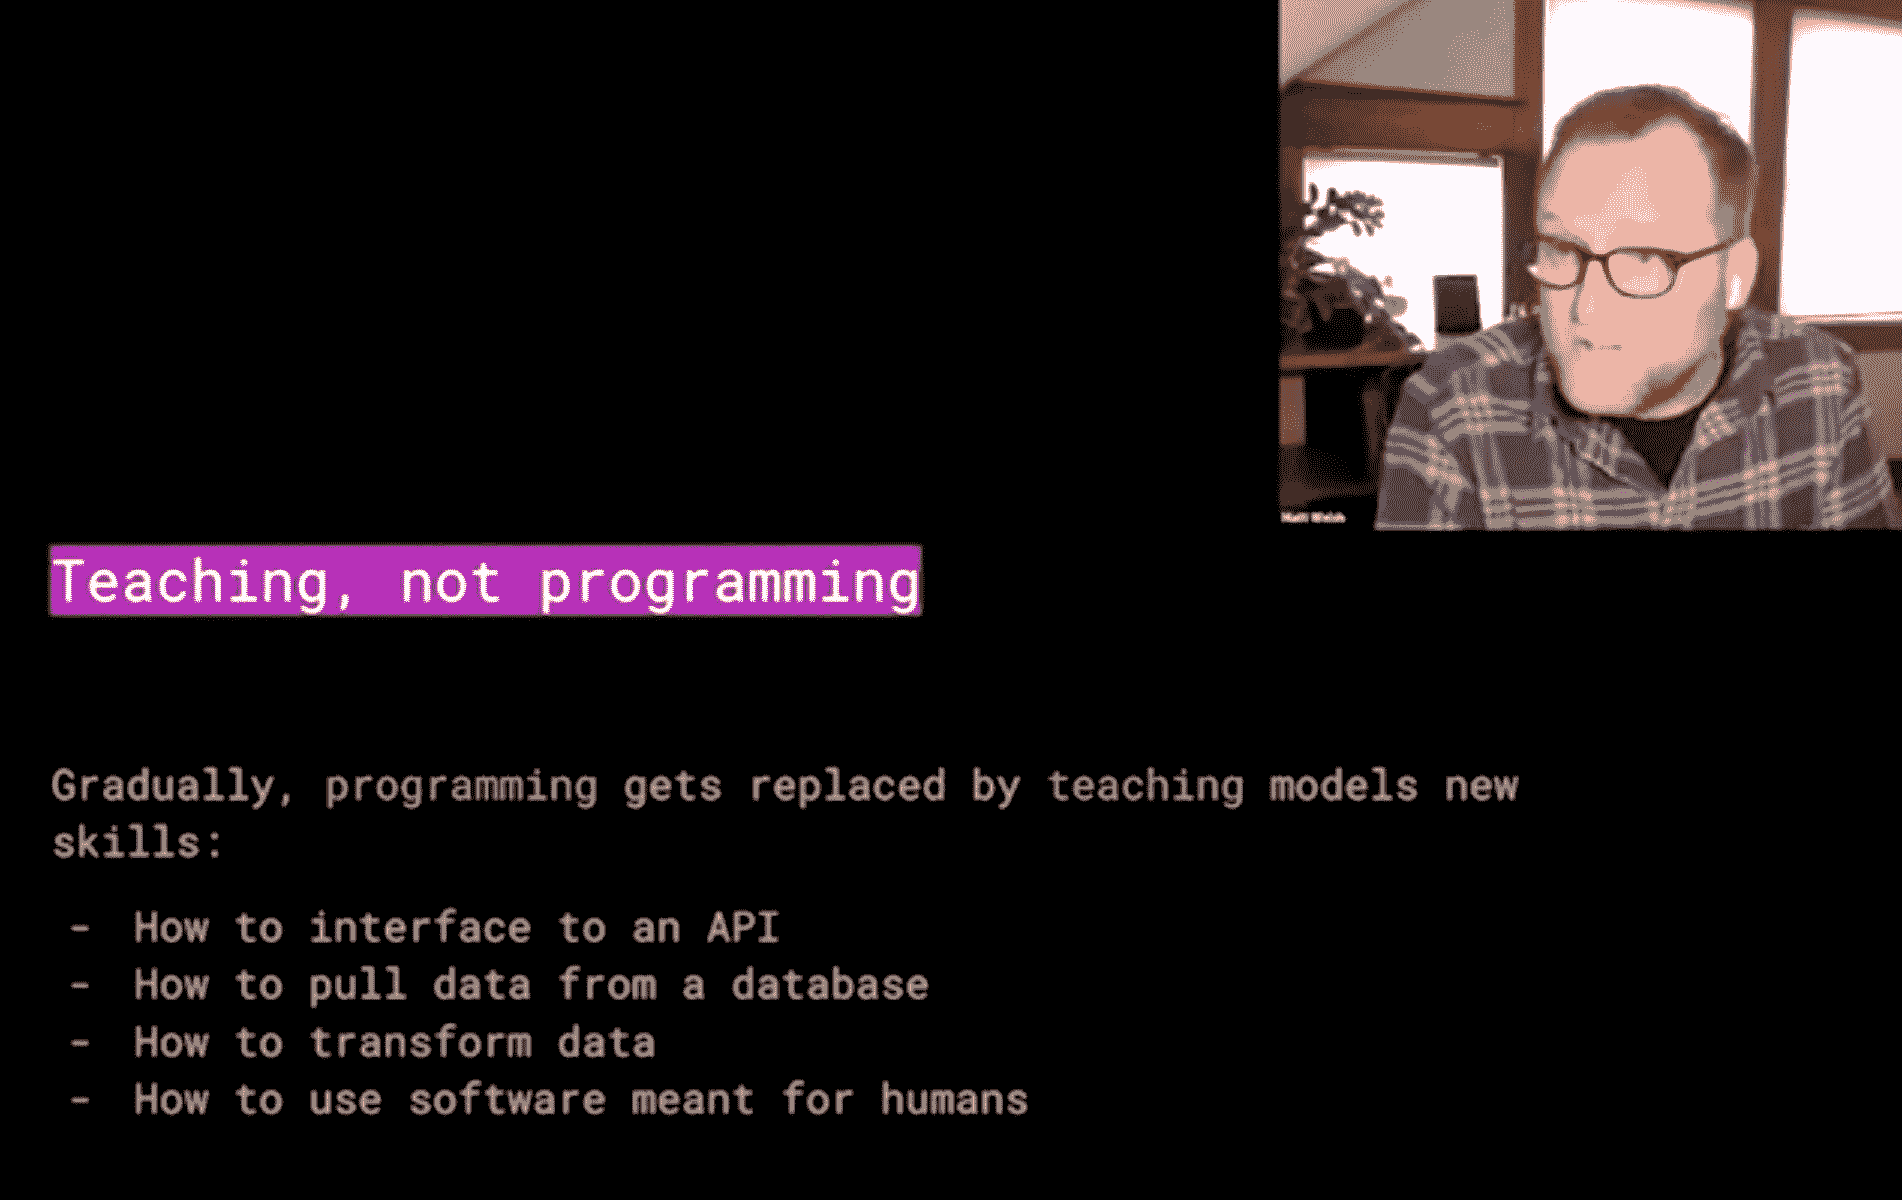 Matt Welsh
Teaching, not programming
Gradually, programming gets replaced by teaching models new
skills:
- How to interface to an API
- How to pull data from a database
- How to transform data
- How to use software meant for humans